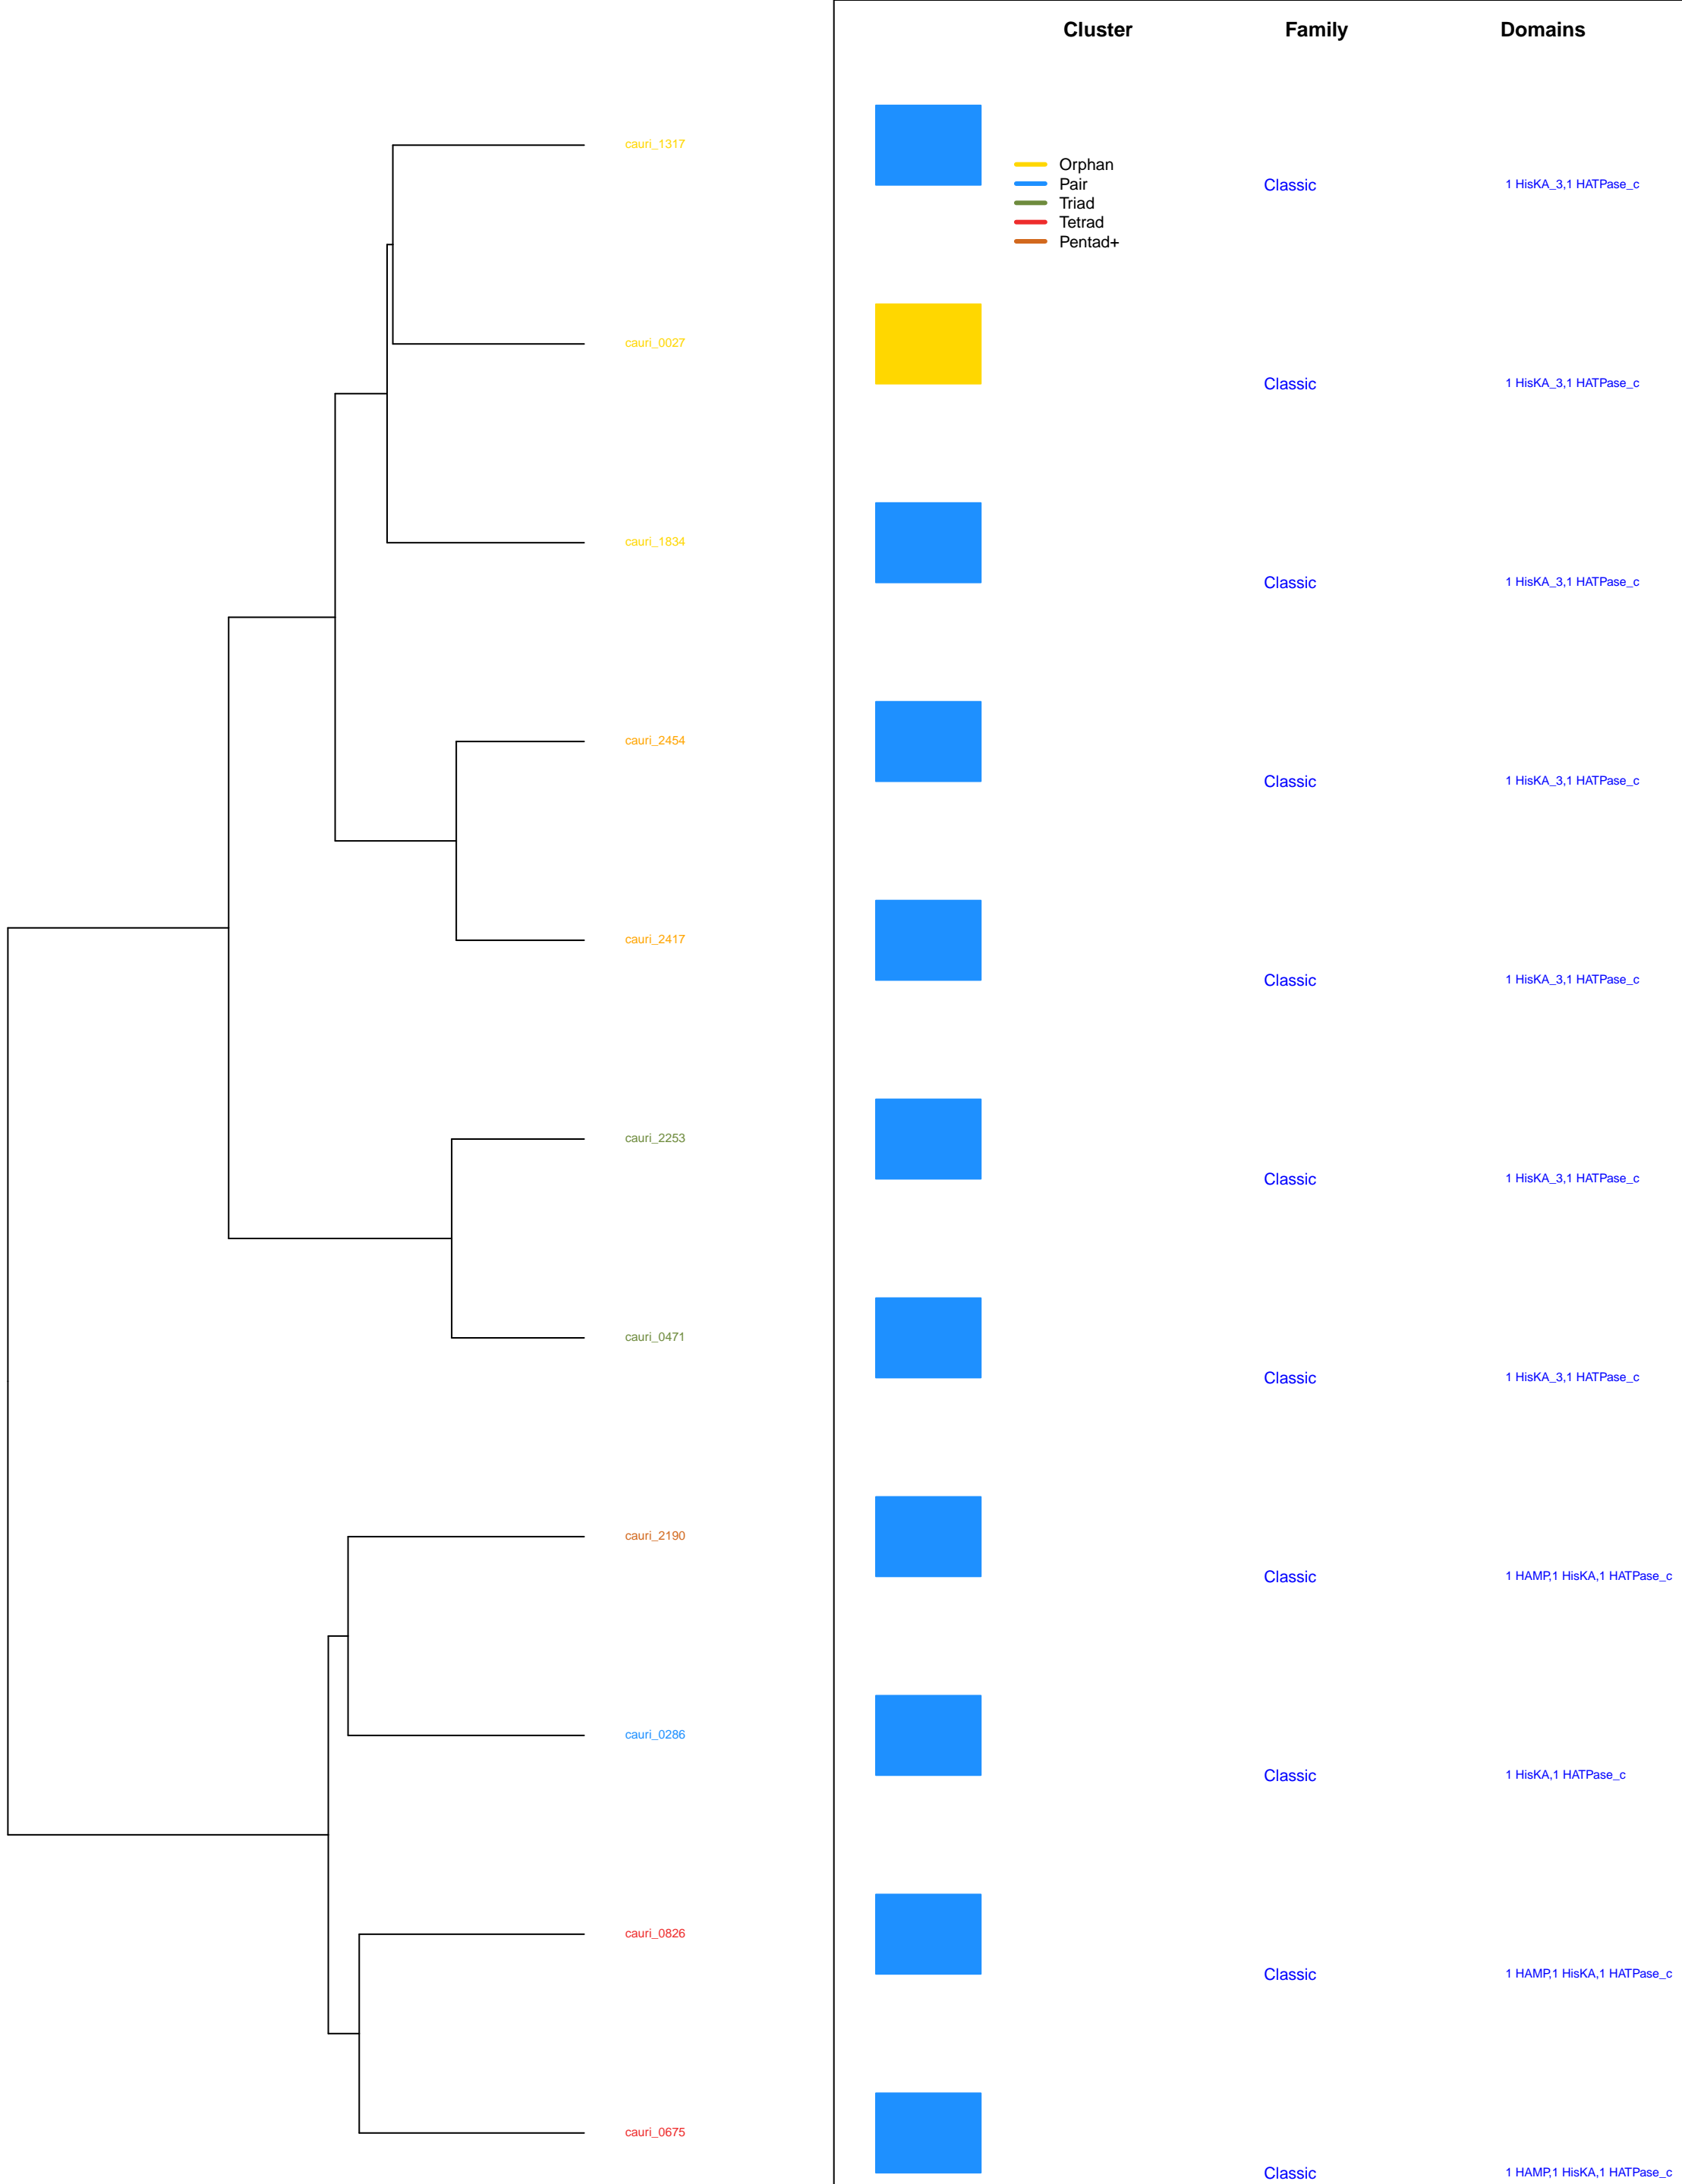 Cluster Family Domains
cauri_1317
Orphan
Pair
Triad
Tetrad
Pentad+
Classic 1 HisKA_3,1 HATPase_c
cauri_0027
Classic 1 HisKA_3,1 HATPase_c
cauri_1834
Classic 1 HisKA_3,1 HATPase_c
cauri_2454
Classic 1 HisKA_3,1 HATPase_c
cauri_2417
Classic 1 HisKA_3,1 HATPase_c
cauri_2253
Classic 1 HisKA_3,1 HATPase_c
cauri_0471
Classic 1 HisKA_3,1 HATPase_c
cauri_2190
Classic 1 HAMP,1 HisKA,1 HATPase_c
cauri_0286
Classic 1 HisKA,1 HATPase_c
cauri_0826
Classic 1 HAMP,1 HisKA,1 HATPase_c
cauri_0675
Classic 1 HAMP,1 HisKA,1 HATPase_c